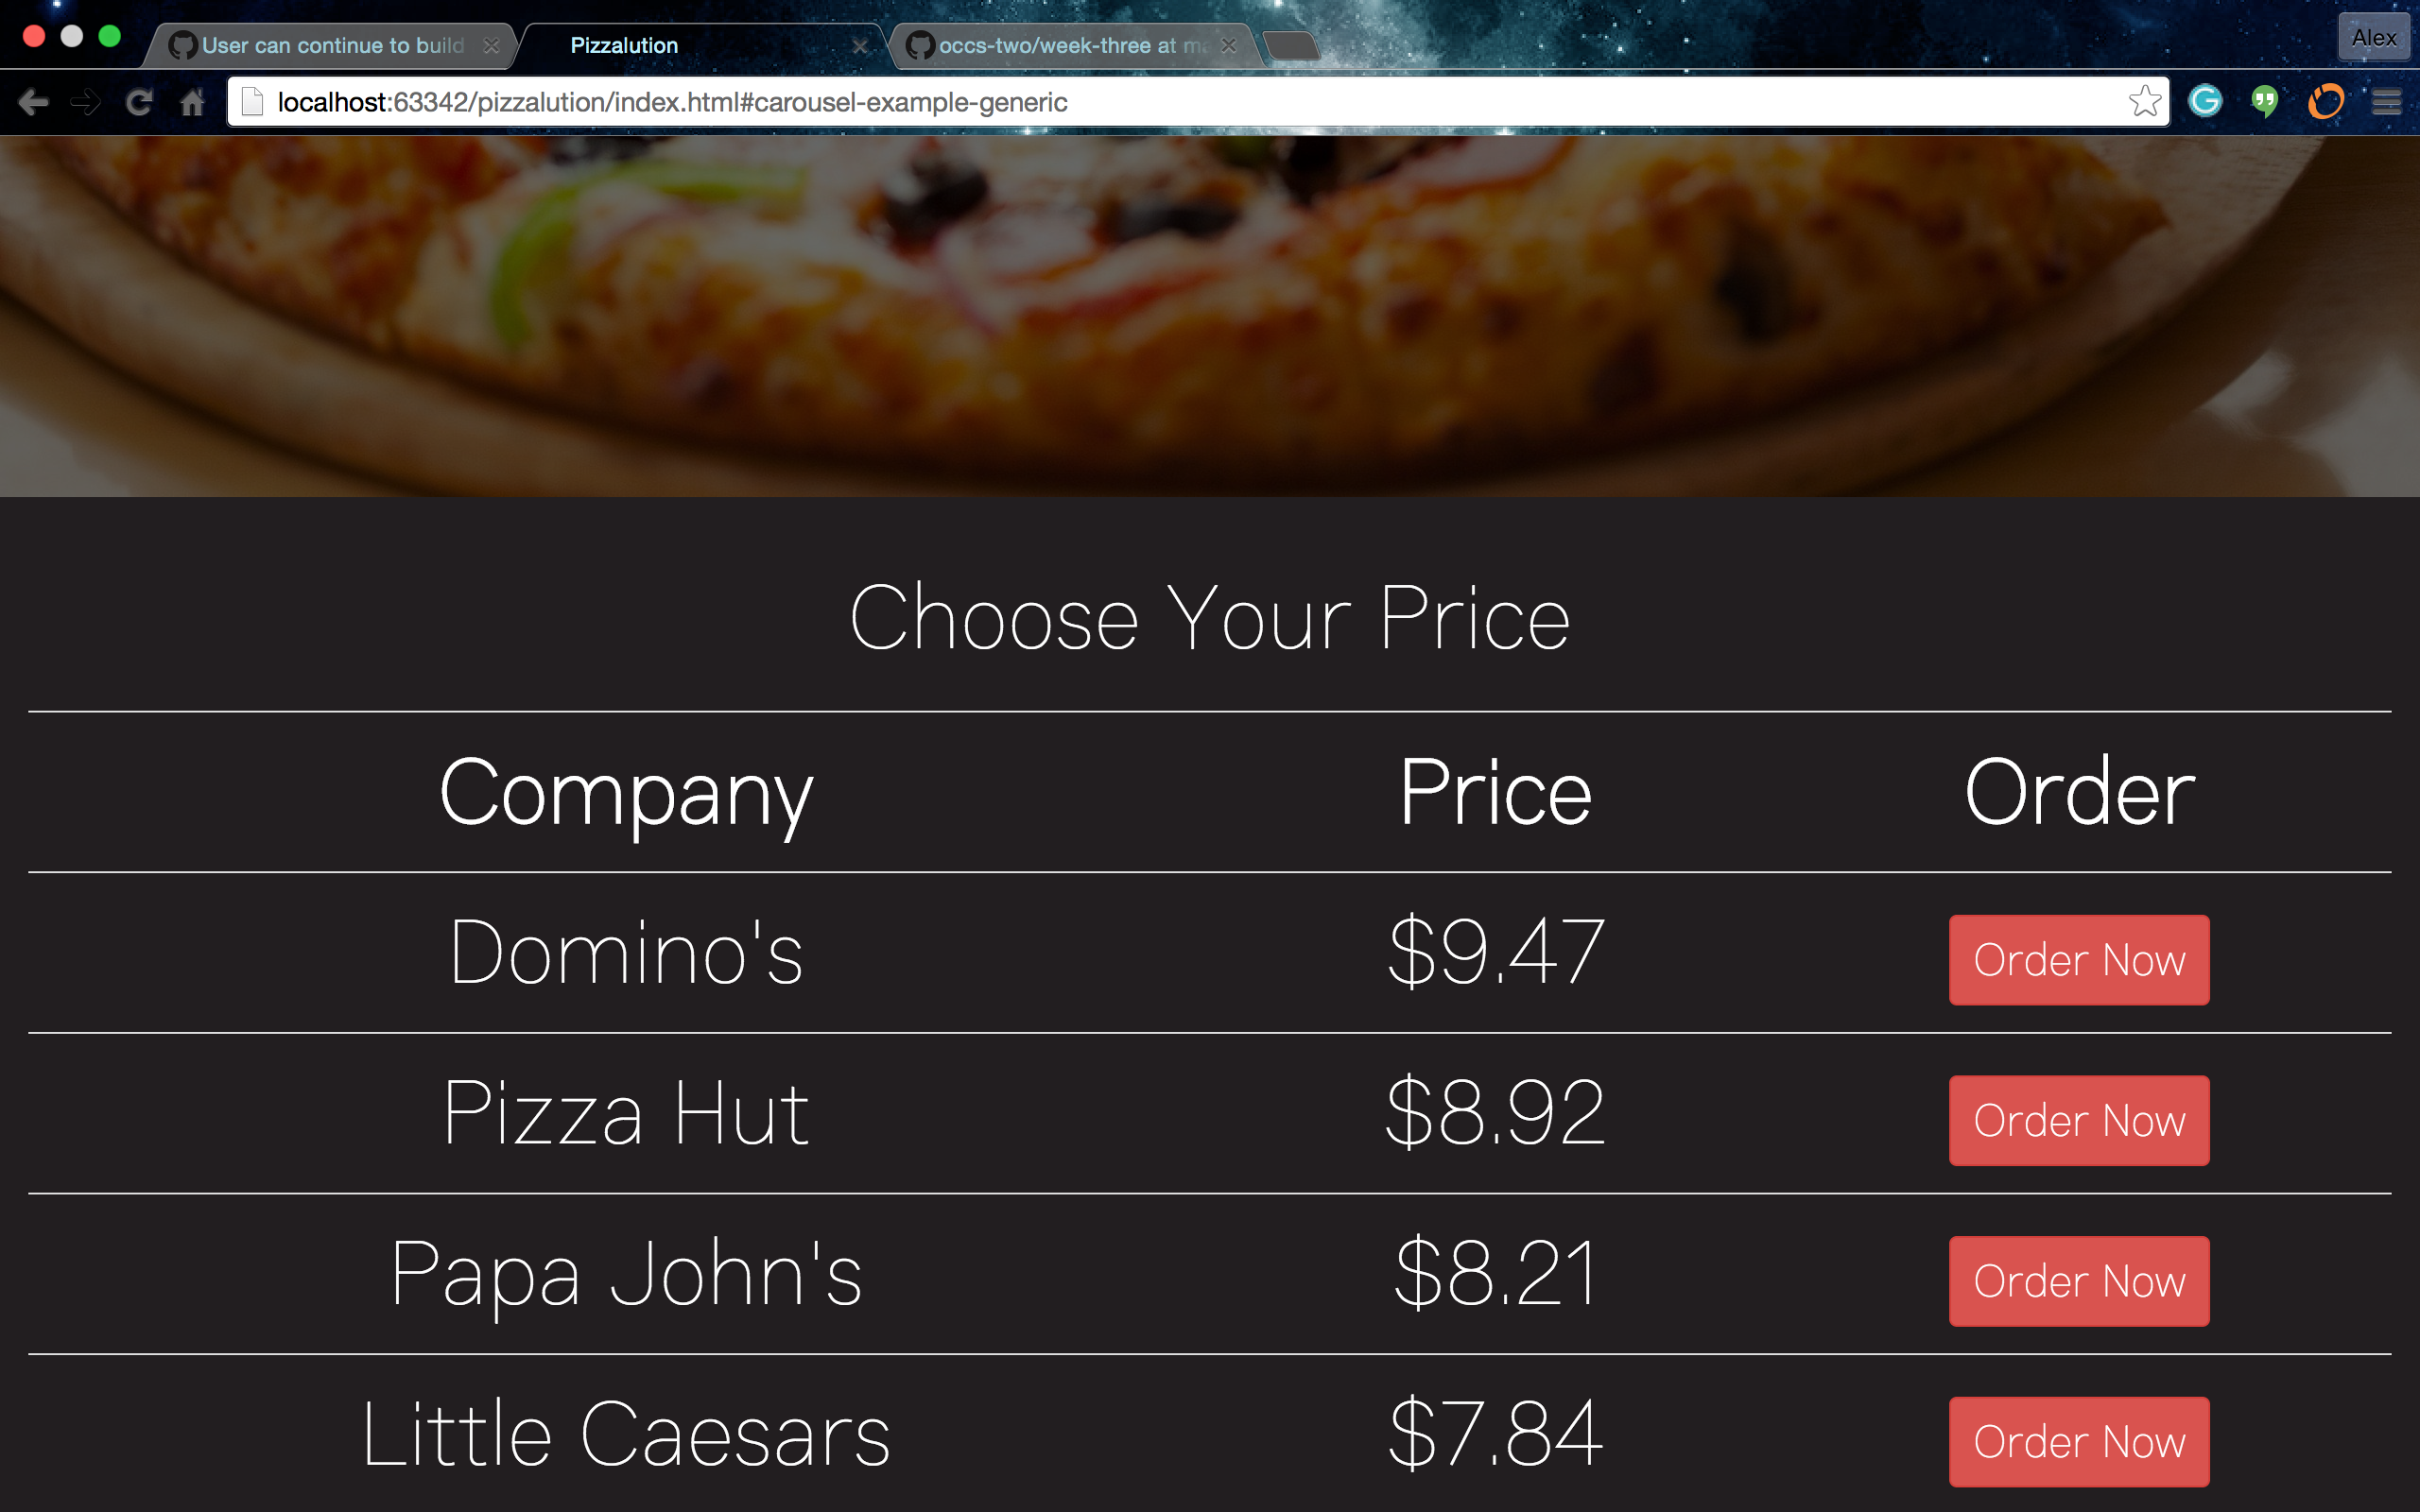 User can continue to build
Pizzalution
occs-two/week-three at ma
Alex
localhost:63342/pizzalution/index.html#carousel-example-generic
Choose Your Price
Company Price Order
Domino's $9.47 Order Now
Pizza Hut $8.92 Order Now
Papa John's $8.21 Order Now
Little Caesars $7.84 Order Now